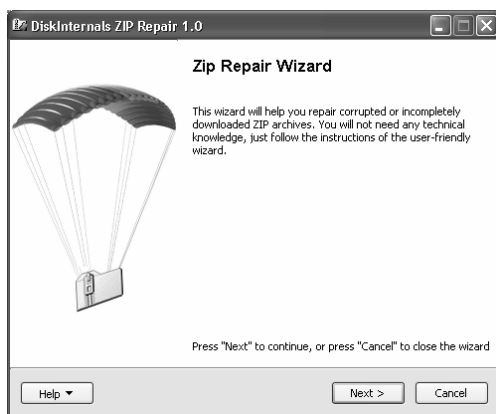 DiskInternals ZIP Repair 1.0
Zip Repair Wizard
This wizard will help you repair corrupted or incompletely
downloaded ZIP archives. You will not need any technical
knowledge, just follow the instructions of the user-friendly
wizard.
Press "Next" to continue, or press "Cancel" to close the wizard
Help
Next >
Cancel